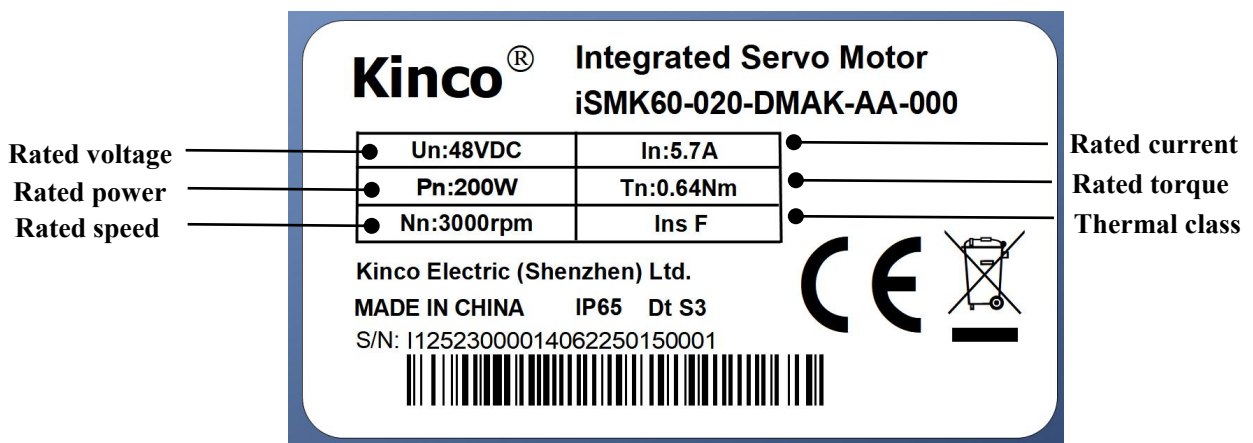 Kinco®
Integrated Servo Motor
iSMK60-020-DMAK-AA-000
Rated voltage
Un:48VDC
In:5.7A
Rated current
Rated power
Pn:200W
Tn:0.64Nm
Rated torque
Rated speed
Nn:3000rpm
Ins F
Thermal class
Kinco Electric (Shenzhen) Ltd.
MADE IN CHINA IP65 Dt S3
S/N: I12523000014062250150001
CE